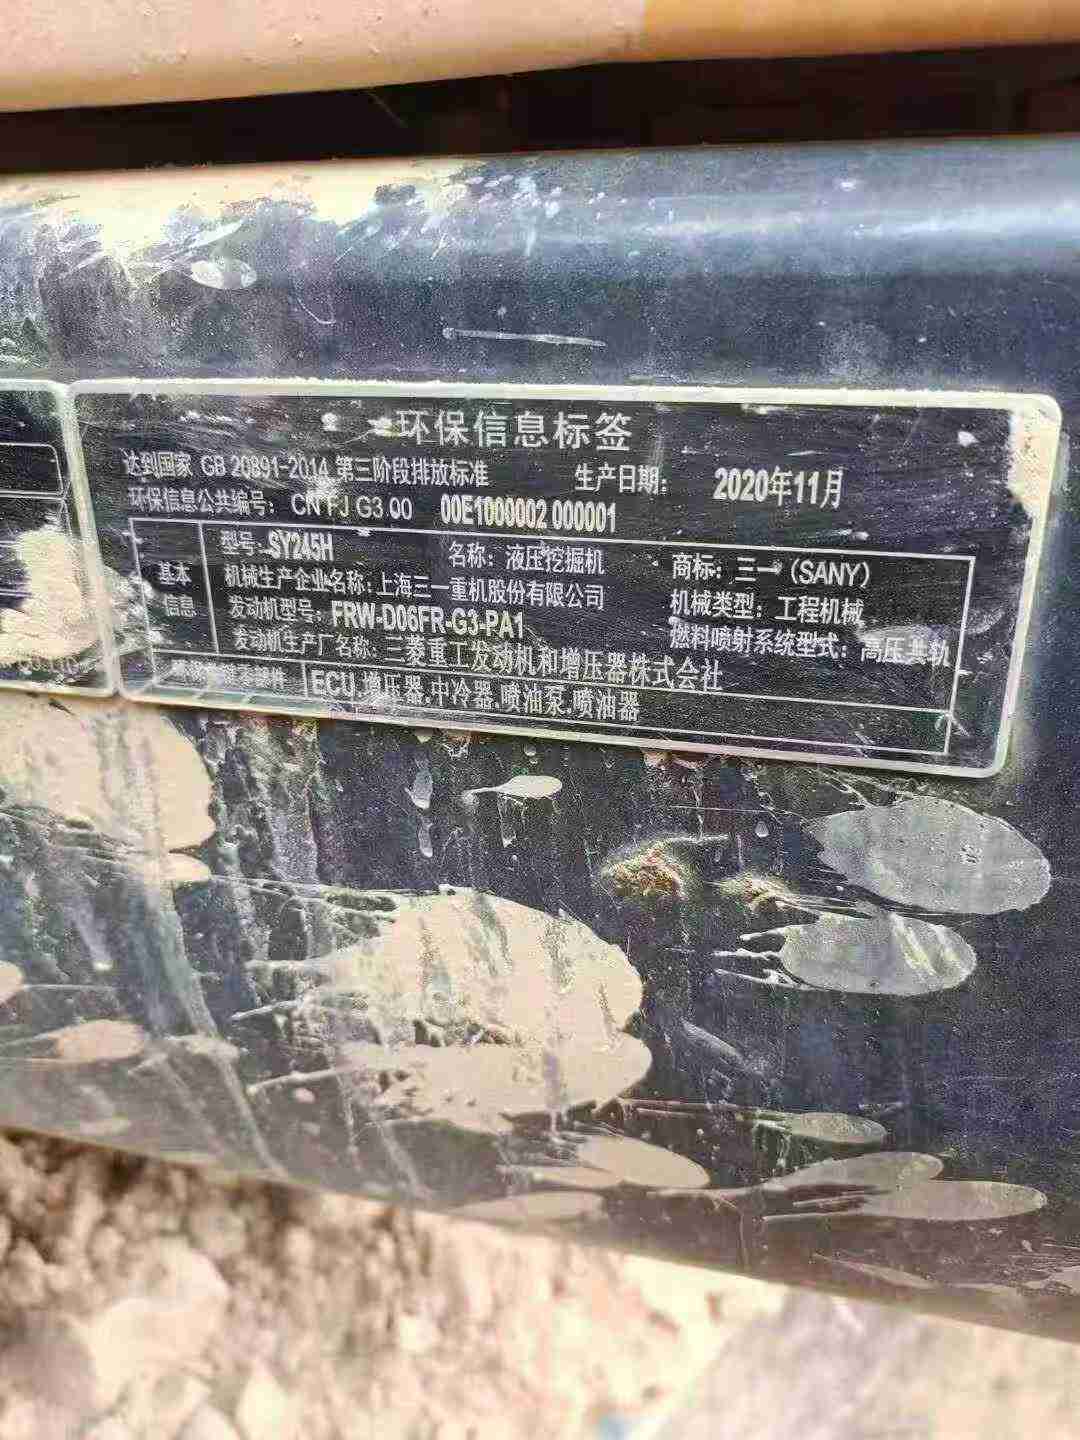 环保信息标签
达到国家 GB 20891-2014 第三阶段排放标准 生产日期: 2020年11月
环保信息公共编号: CN FJ G3 00 00E1000002 000001
基本信息
型号: SY245H 名称: 液压挖掘机 商标: 三一 (SANY)
机械生产企业名称: 上海三一重机股份有限公司 机械类型: 工程机械
发动机型号: FRW-D06FR-G3-PA1 燃料喷射系统型式: 高压共轨
发动机生产厂名称: 三菱重工发动机和增压器株式会社
ECU.增压器.中冷器.喷油泵.喷油器